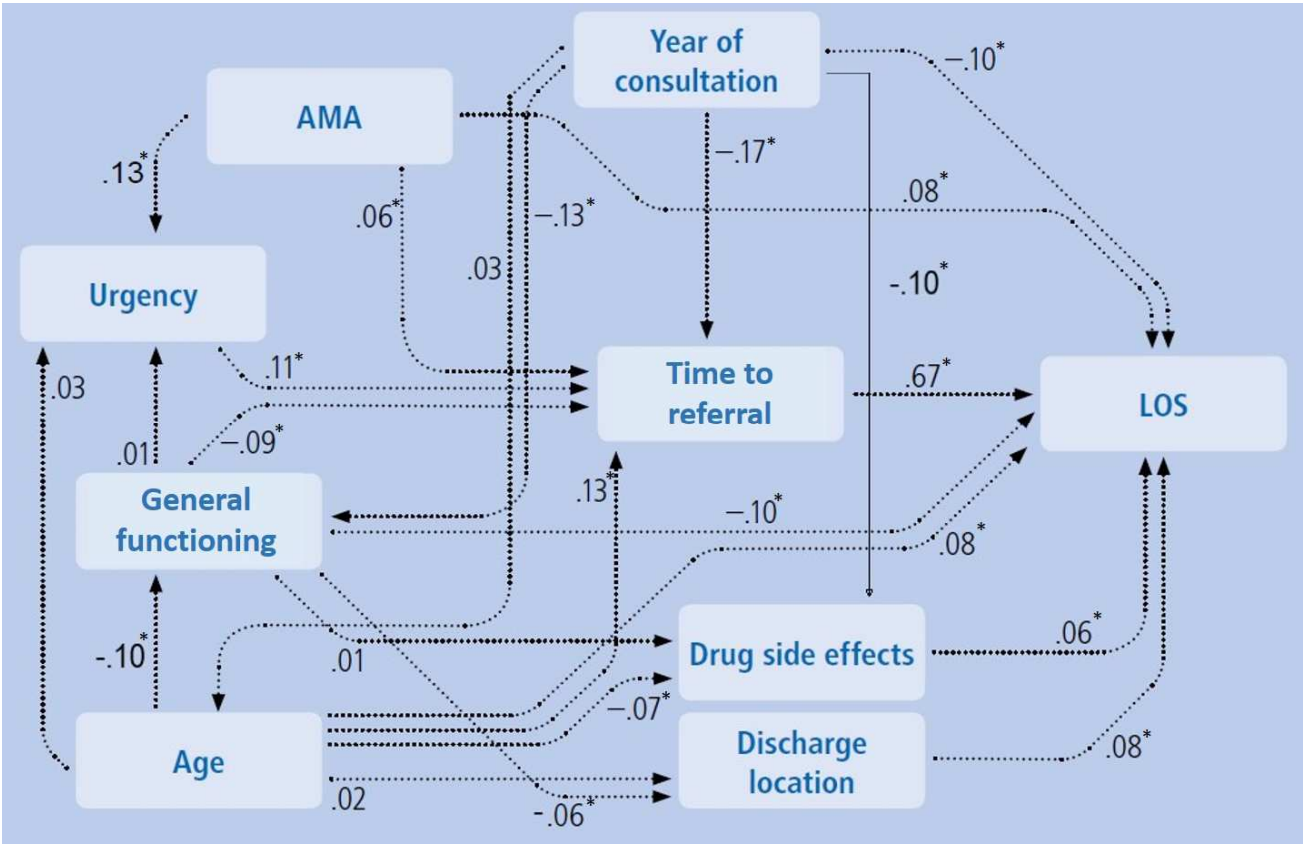 Year of
consultation
–.10*
AMA
.13*
–.17*
.06*
–.13*
.08*
.03
-.10*
Urgency
.03
.11*
Time to
referral
.67*
LOS
.01
–.09*
General
functioning
.13*
–.10*
.08*
-.10*
.01
Drug side effects
.06*
–.07*
Age
Discharge
location
.08*
.02
-.06*